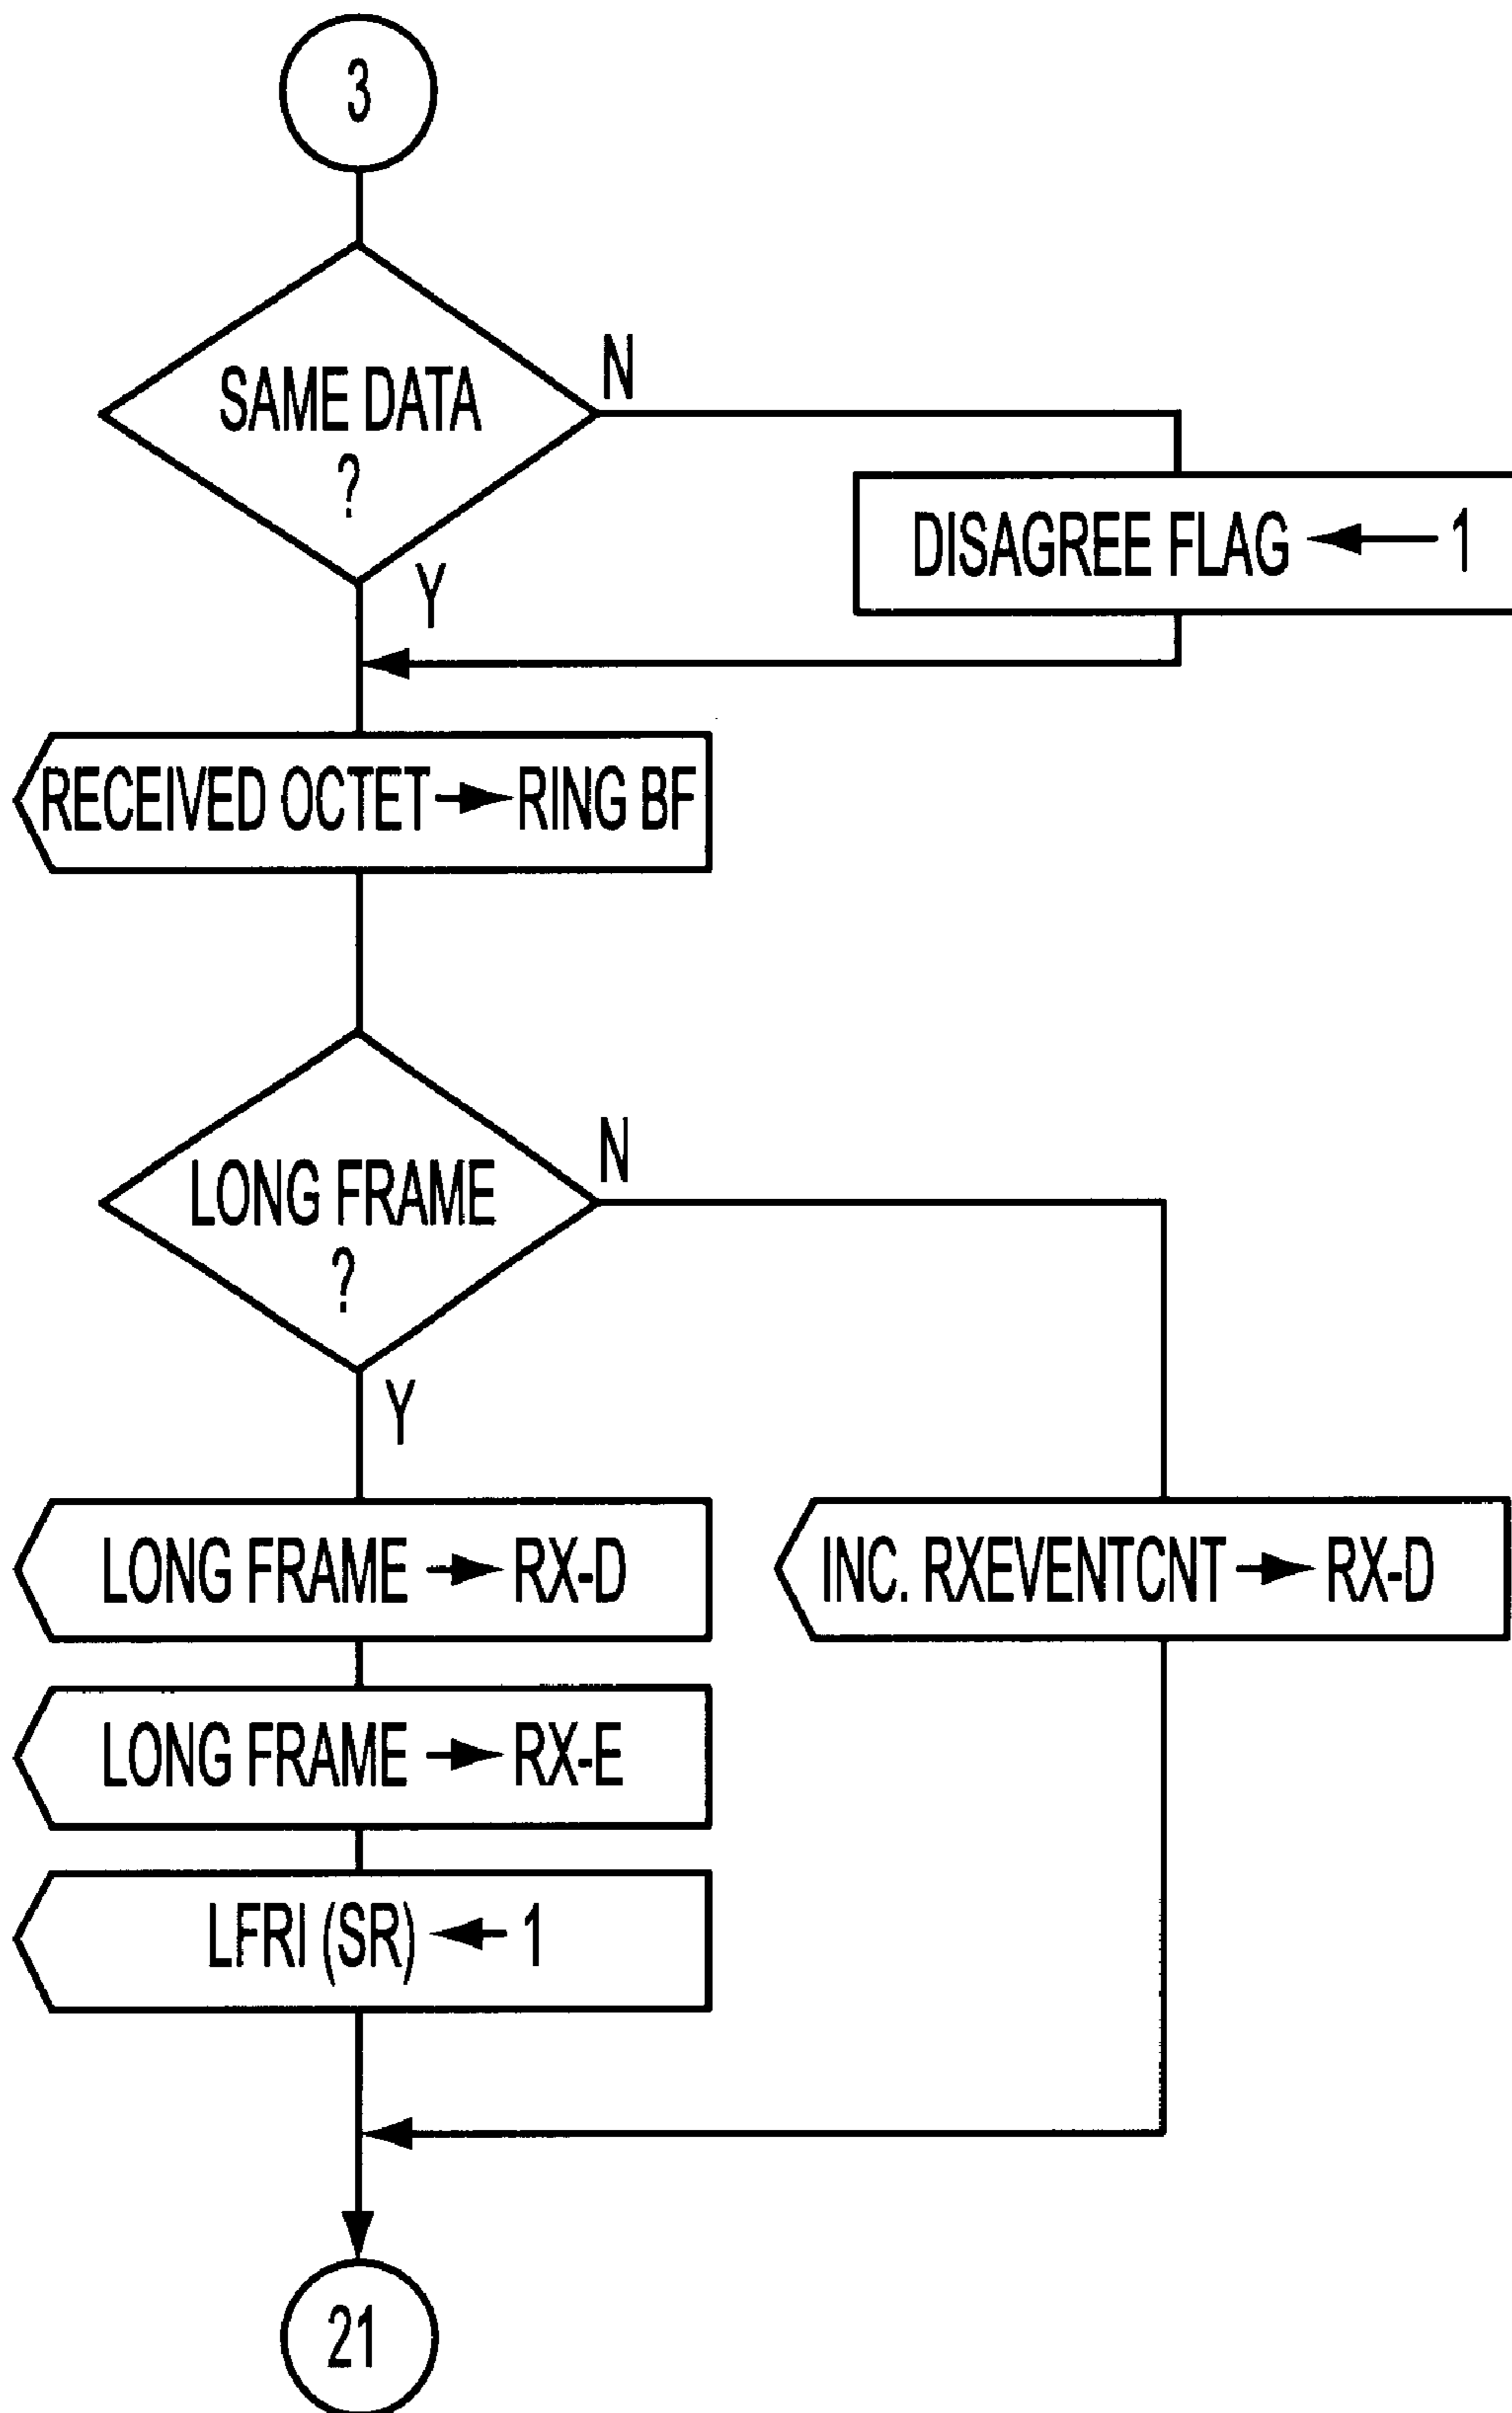 3
SAME DATA
?
N
DISAGREE FLAG ← 1
Y
RECEIVED OCTET → RING BF
LONG FRAME
?
N
Y
LONG FRAME → RX-D
INC. RXEVENTCNT → RX-D
LONG FRAME → RX-E
LFRI (SR) ← 1
21